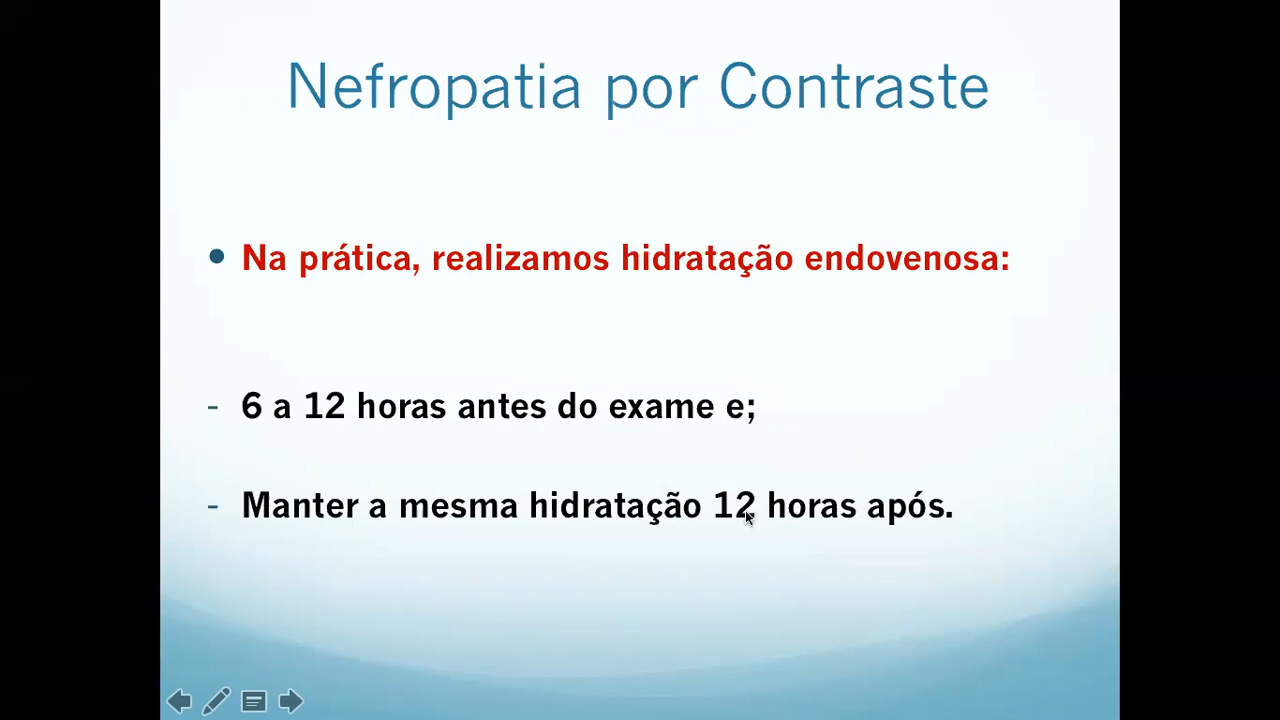 Nefropatia por Contraste
• Na prática, realizamos hidratação endovenosa:
- 6 a 12 horas antes do exame e;
- Manter a mesma hidratação 12 horas após.